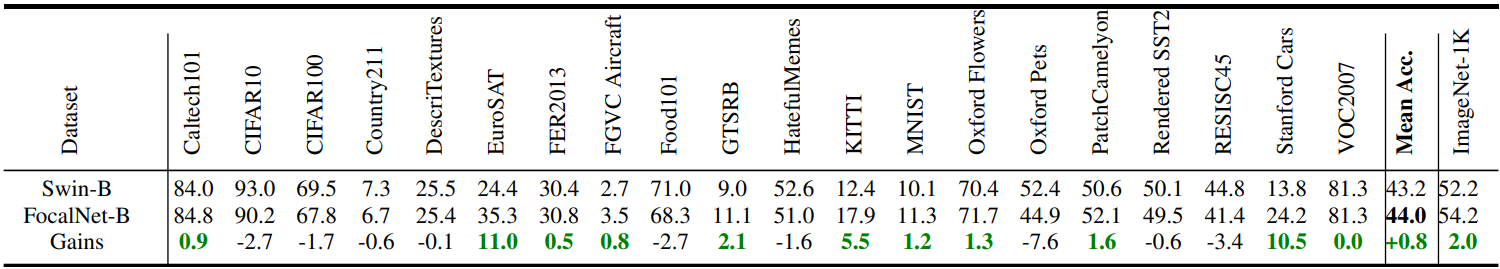 Dataset Caltech101 CIFAR10 CIFAR100 Country211 DescriTextures EuroSAT FER2013 FGVC Aircraft Food101 GTSRB HatefulMemes KITTI MNIST Oxford Flowers Oxford Pets PatchCamelyon Rendered SST2 RESISC45 Stanford Cars VOC2007 Mean Acc. ImageNet-1K
Swin-B 84.0 93.0 69.5 7.3 25.5 24.4 30.4 2.7 71.0 9.0 52.6 12.4 10.1 70.4 52.4 50.6 50.1 44.8 13.8 81.3 43.2 52.2
FocalNet-B 84.8 90.2 67.8 6.7 25.4 35.3 30.8 3.5 68.3 11.1 51.0 17.9 11.3 71.7 44.9 52.1 49.5 41.4 24.2 81.3 44.0 54.2
Gains 0.9 -2.7 -1.7 -0.6 -0.1 11.0 0.5 0.8 -2.7 2.1 -1.6 5.5 1.2 1.3 -7.6 1.6 -0.6 -3.4 10.5 0.0 +0.8 2.0